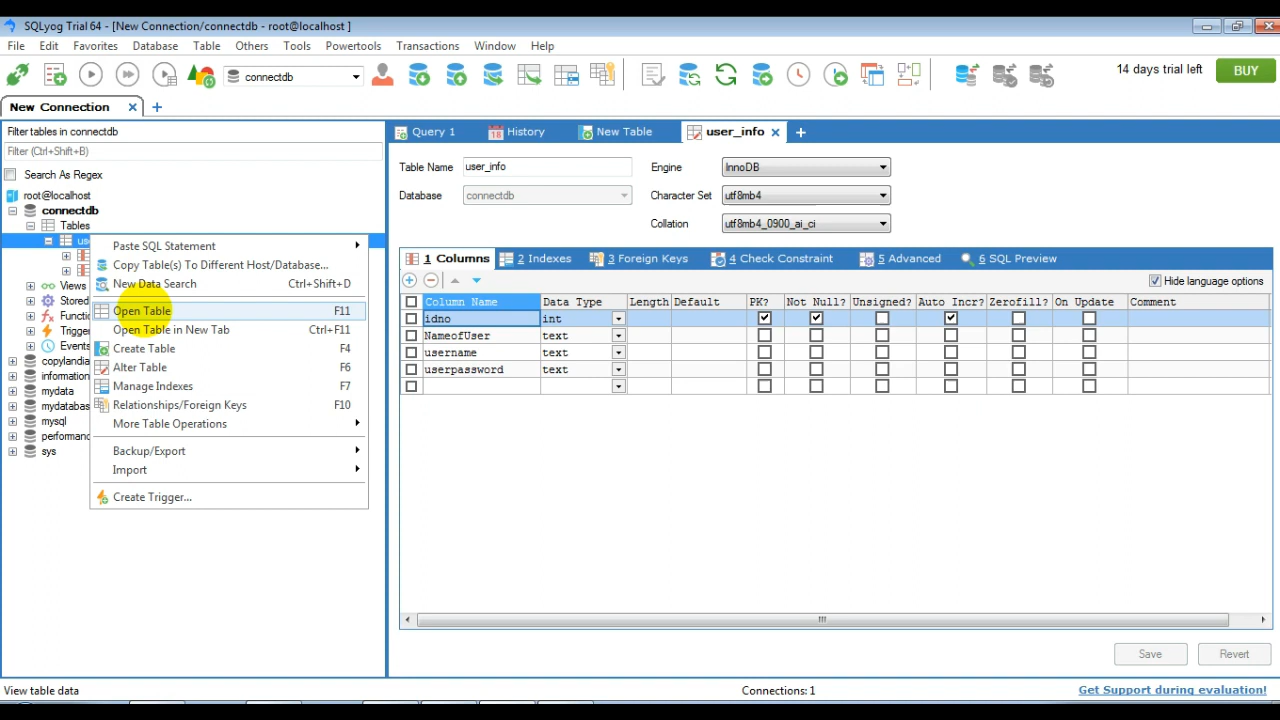 SQLyog Trial 64 - [New Connection/connectdb - root@localhost ]
File Edit Favorites Database Table Others Tools Powertools Transactions Window Help
connectdb
14 days trial left
BUY
New Connection
Filter tables in connectdb
Filter (Ctrl+Shift+B)
Search As Regex
root@localhost
connectdb
Tables
Views
Stored
Events
copylandia
mydata
mysql
sys
Paste SQL Statement
Copy Table(s) To Different Host/Database...
New Data Search Ctrl+Shift+D
Open Table F11
Open Table in New Tab Ctrl+F11
Create Table F4
Alter Table F6
Manage Indexes F7
Relationships/Foreign Keys F10
More Table Operations
Backup/Export
Import
Create Trigger...
Query 1 18 History New Table user_info
Table Name user_info Engine InnoDB
Database connectdb Character Set utf8mb4
Collation utf8mb4_0900_ai_ci
1 Columns 2 Indexes 3 Foreign Keys 4 Check Constraint 5 Advanced 6 SQL Preview
Hide language options
Column Name Data Type Length Default PK? Not Null? Unsigned? Auto Incr? Zerofill? On Update Comment
idno int
NameofUser text
username text
userpassword text
Save Revert
View table data
Connections: 1
Get Support during evaluation!